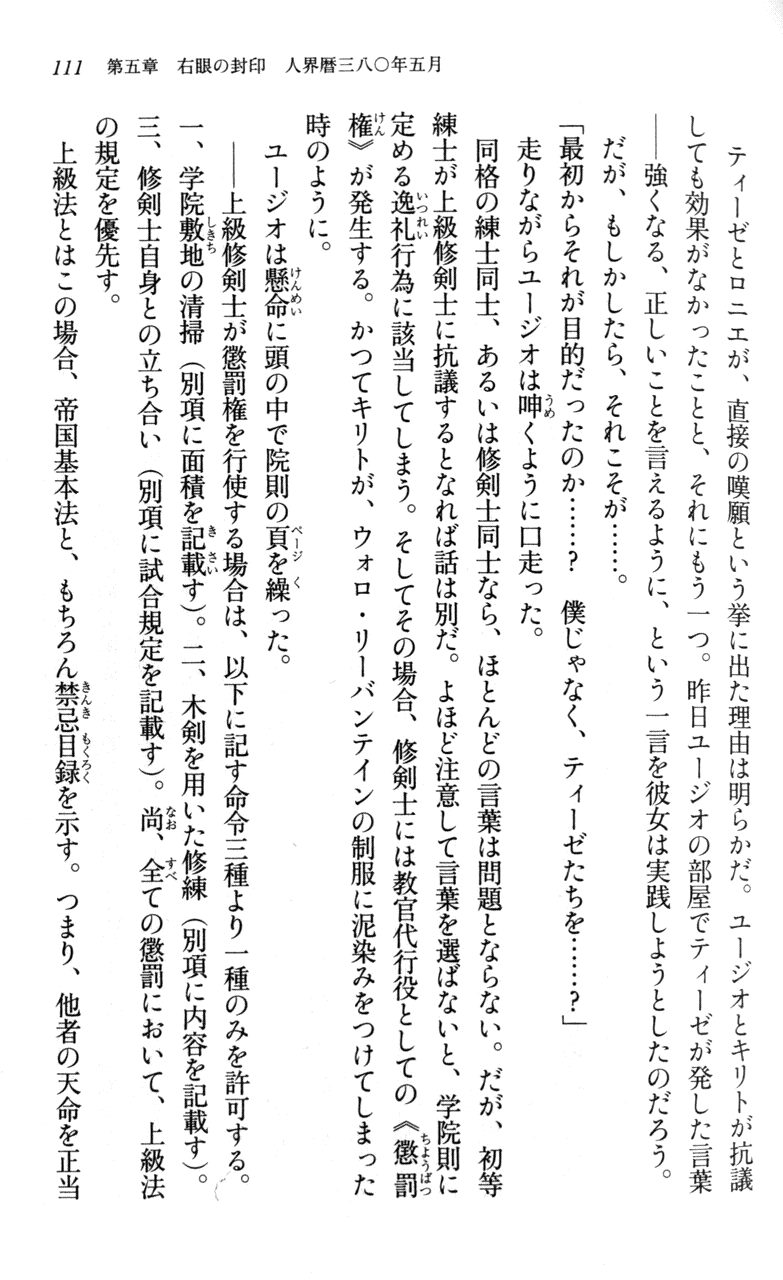 111　第五章　右眼の封印　人界暦三八〇年五月
　ティーゼとロニエが、直接の嘆願という挙に出た理由は明らかだ。ユージオとキリトが抗議
しても効果がなかったことと、それにもう一つ。昨日ユージオの部屋でティーゼが発した言葉
――強くなる、正しいことを言えるように、という一言を彼女は実践しようとしたのだろう。
　だが、もしかしたら、それこそが……。
「最初からそれが目的だったのか……？　僕じゃなく、ティーゼたちを……？」
　走りながらユージオは呻くように口走った。
　同格の練士同士、あるいは修剣士同士なら、ほとんどの言葉は問題とならない。だが、初等
練士が上級修剣士に抗議するとなれば話は別だ。よほど注意して言葉を選ばないと、学院則に
定める逸礼行為に該当してしまう。そしてその場合、修剣士には教官代行役としての《懲罰
権》が発生する。かつてキリトが、ウォロ・リーバンテインの制服に泥染みをつけてしまった
時のように。
　ユージオは懸命に頭の中で院則の頁を繰った。
　――上級修剣士が懲罰権を行使する場合は、以下に記す命令三種より一種のみを許可する。
一、学院敷地の清掃（別項に面積を記載す）。二、木剣を用いた修練（別項に内容を記載す）。
三、修剣士自身との立ち合い（別項に試合規定を記載す）。尚、全ての懲罰において、上級法
の規定を優先す。
　上級法とはこの場合、帝国基本法と、もちろん禁忌目録を示す。つまり、他者の天命を正当